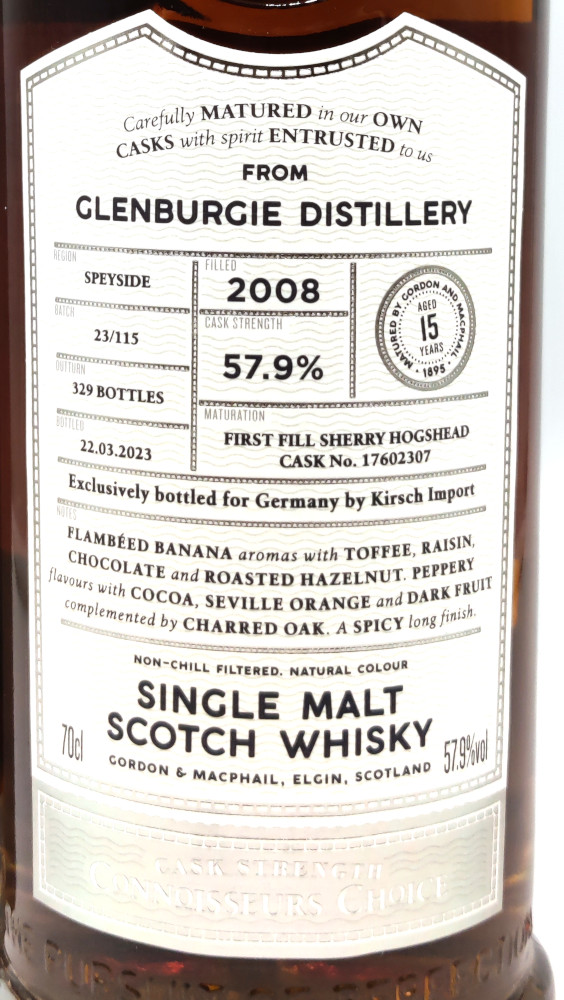 Carefully MATURED in our OWN
CASKS with spirit ENTRUSTED to us
FROM
GLENBURGIE DISTILLERY
REGION
SPEYSIDE
BATCH
23/115
OUTTURN
329 BOTTLES
BOTTLED
22.03.2023
FILLED
2008
CASK STRENGTH
57.9%
MATURED BY GORDON AND MACPHAIL
AGED
15
YEARS
· 1895 ·
MATURATION
FIRST FILL SHERRY HOGSHEAD
CASK No. 17602307
Exclusively bottled for Germany by Kirsch Import
NOTES
FLAMBÉED BANANA aromas with TOFFEE, RAISIN,
CHOCOLATE and ROASTED HAZELNUT. PEPPERY
flavours with COCOA, SEVILLE ORANGE and DARK FRUIT
complemented by CHARRED OAK. A SPICY long finish.
NON-CHILL FILTERED. NATURAL COLOUR
SINGLE MALT
SCOTCH WHISKY
70cl
57.9%vol
GORDON & MACPHAIL, ELGIN, SCOTLAND
CASK STRENGTH
CONNOISSEURS CHOICE
PURSUIT OF PERFECTION